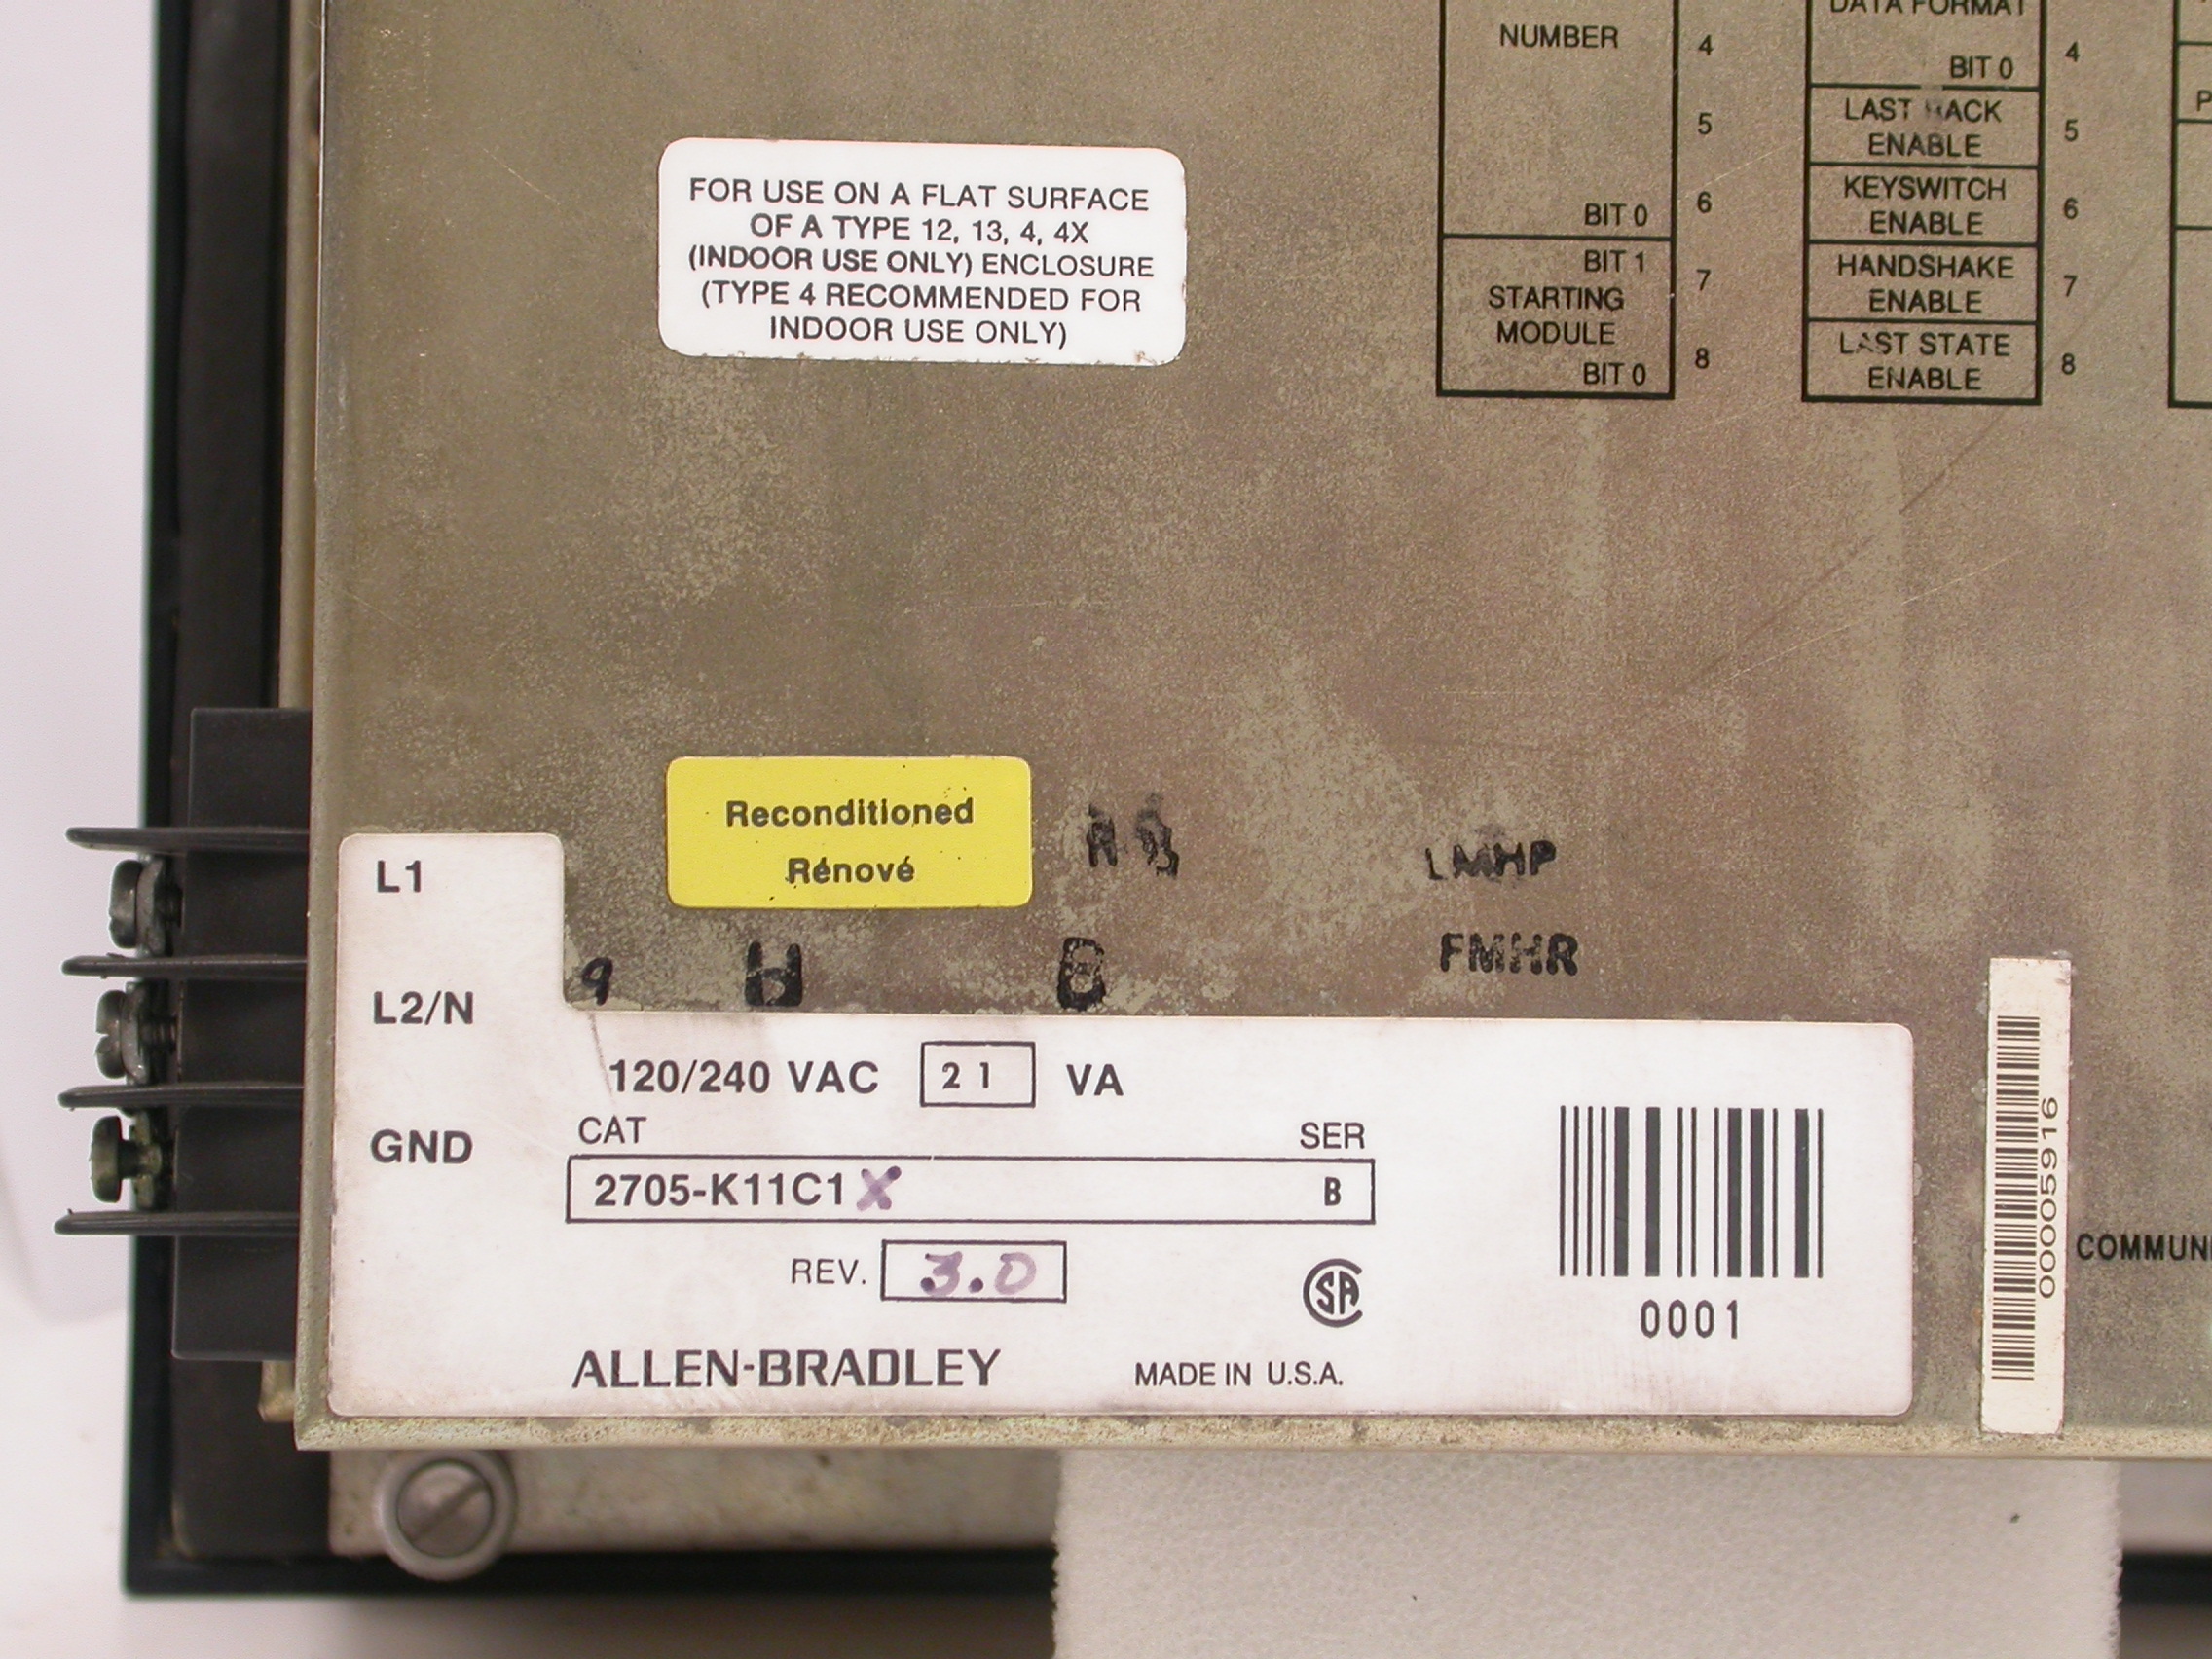 NUMBER
4
5
BIT 0
6
BIT 1
7
STARTING
MODULE
BIT 0
8
DATA FORMAT
BIT 0
4
LAST RACK
ENABLE
5
KEYSWITCH
ENABLE
6
HANDSHAKE
ENABLE
7
LAST STATE
ENABLE
8
P
FOR USE ON A FLAT SURFACE
OF A TYPE 12, 13, 4, 4X
(INDOOR USE ONLY) ENCLOSURE
(TYPE 4 RECOMMENDED FOR
INDOOR USE ONLY)
Reconditioned
Rénové
LMHP
FMHR
9
B
L1
L2/N
GND
120/240 VAC 21 VA
CAT SER
2705-K11C1X B
REV. 3.0
SA
ALLEN-BRADLEY
MADE IN U.S.A.
0001
00059916
COMMUN